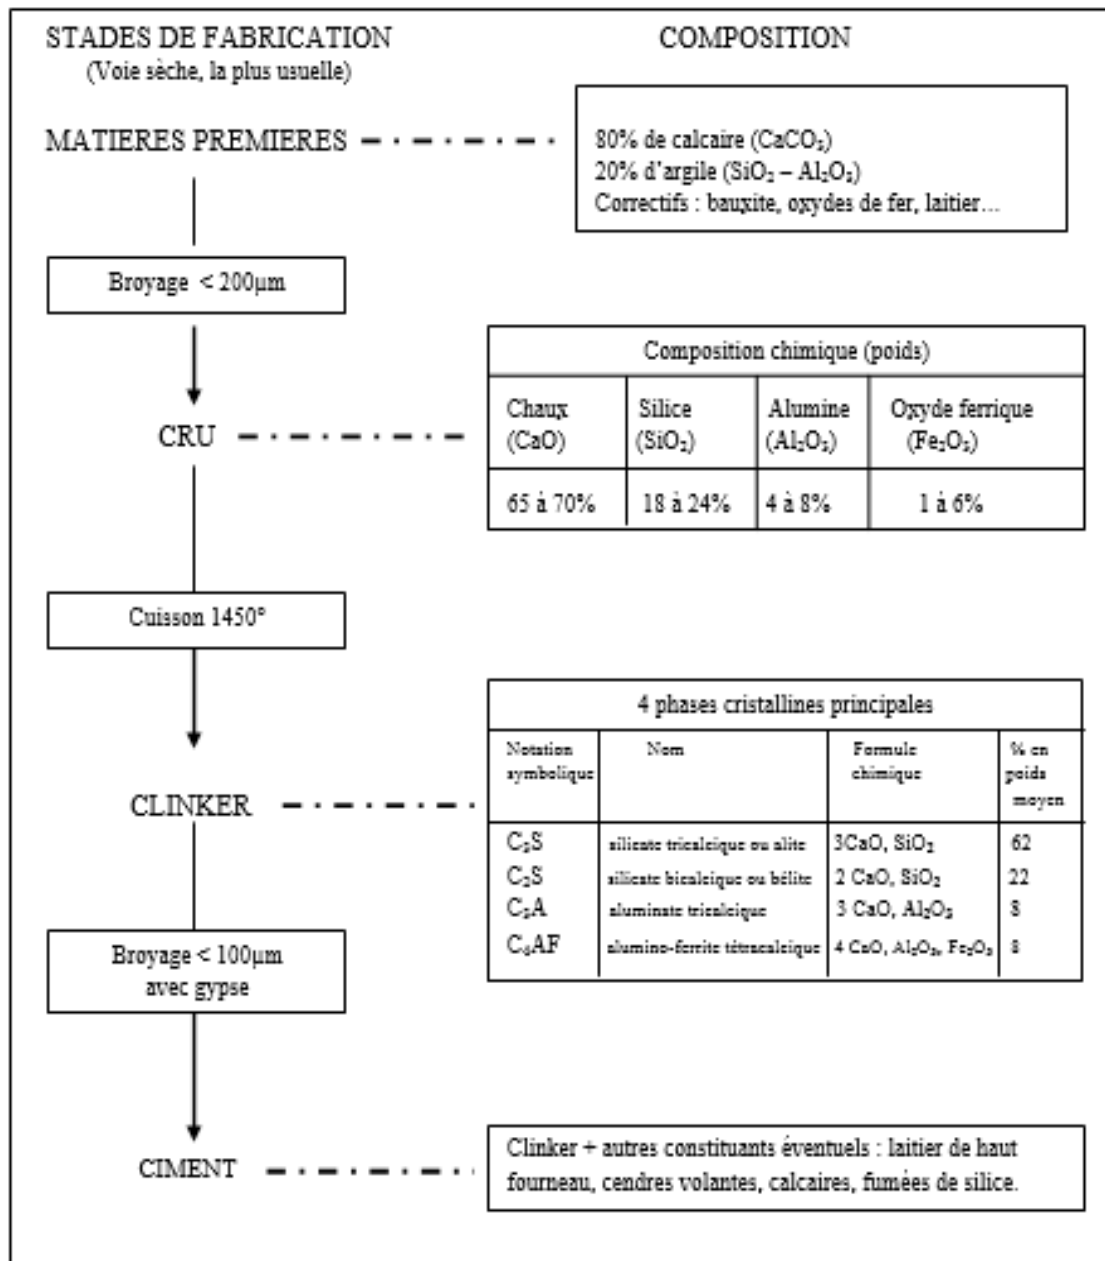 STADES DE FABRICATION
(Voie sèche, la plus usuelle)
COMPOSITION
MATIERES PREMIERES
80% de calcaire (CaCO₃)
20% d'argile (SiO₂ – Al₂O₃)
Correctifs : bauxite, oxydes de fer, laitier…
Broyage < 200µm
CRU
Composition chimique (poids)
Chaux (CaO) Silice (SiO₂) Alumine (Al₂O₃) Oxyde ferrique (Fe₂O₃)
65 à 70% 18 à 24% 4 à 8% 1 à 6%
Cuisson 1450°
CLINKER
4 phases cristallines principales
Notation symbolique Nom Formule chimique % en poids moyen
C₃S silicate tricalcique ou alite 3CaO, SiO₂ 62
C₂S silicate bicalcique ou bélite 2 CaO, SiO₂ 22
C₃A aluminate tricalcique 3 CaO, Al₂O₃ 8
C₄AF alumino-ferrite tétracalcique 4 CaO, Al₂O₃, Fe₂O₃ 8
Broyage < 100µm
avec gypse
CIMENT
Clinker + autres constituants éventuels : laitier de haut
fourneau, cendres volantes, calcaires, fumées de silice.